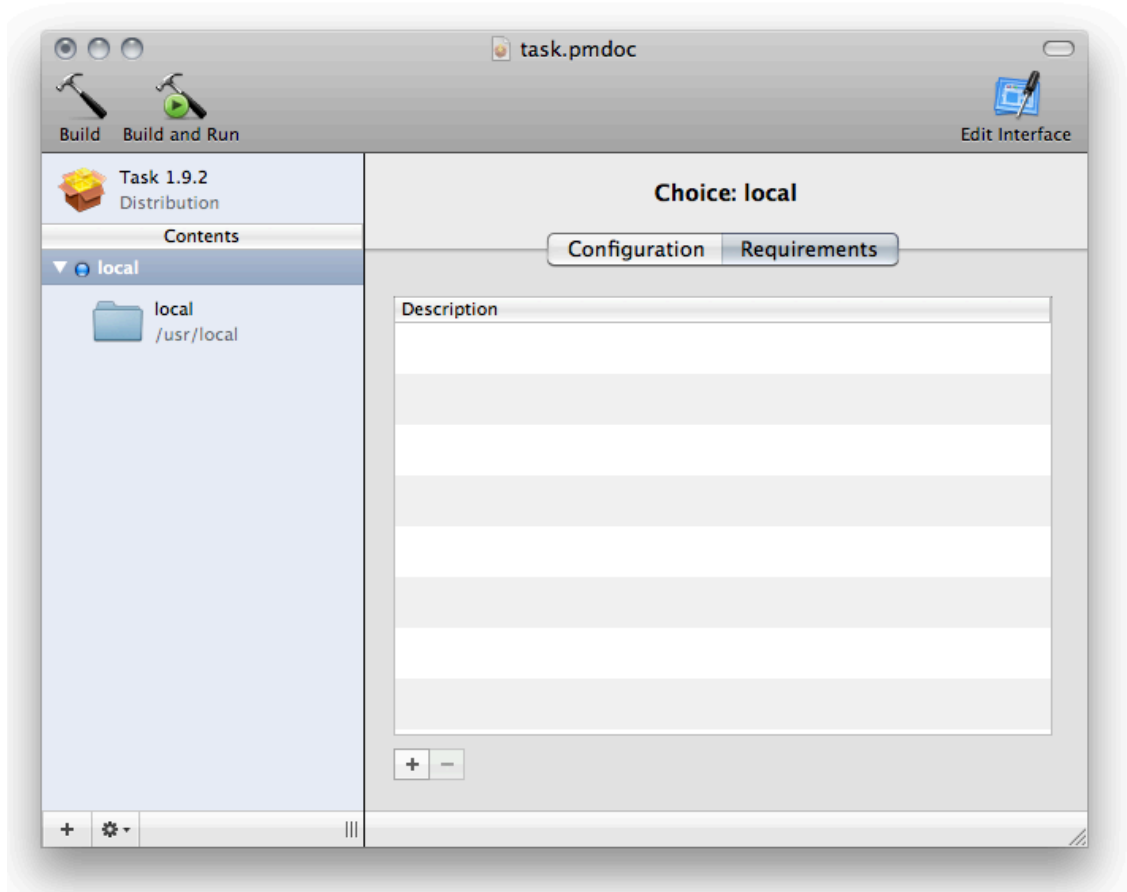 task.pmdoc
Build
Build and Run
Edit Interface
Task 1.9.2
Distribution
Contents
local
local
/usr/local
Choice: local
Configuration
Requirements
Description